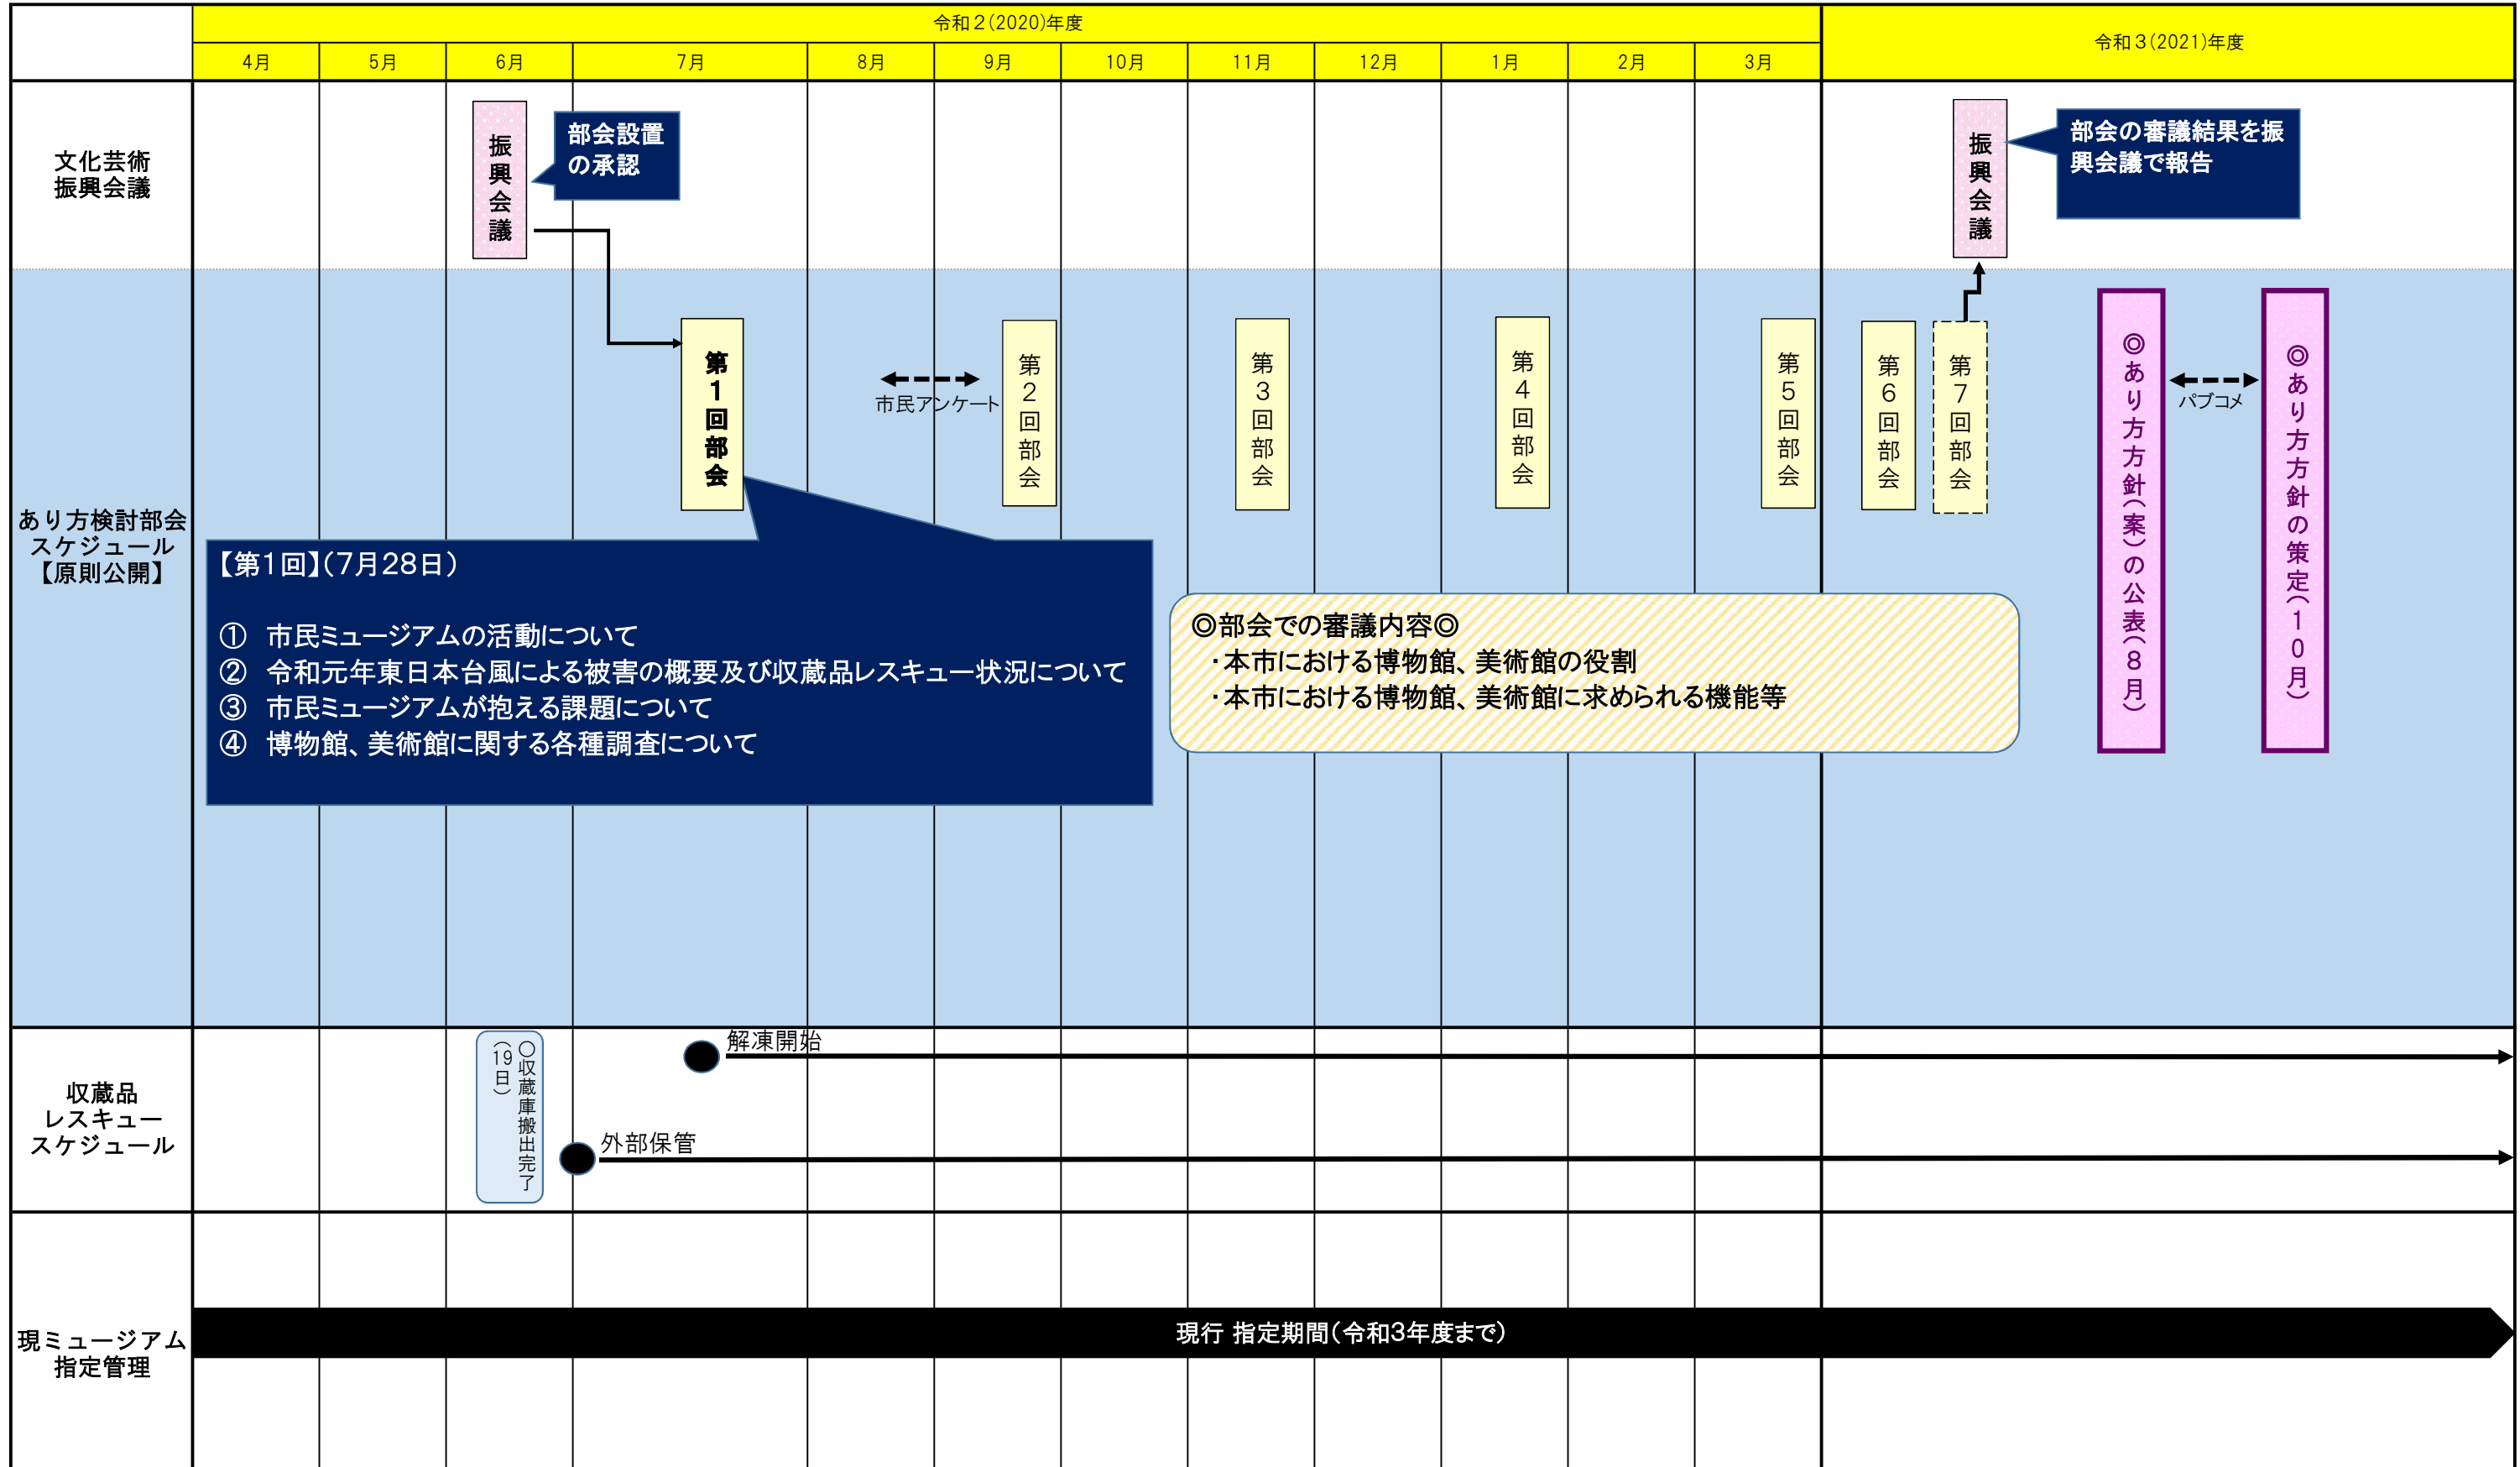 令和２(2020)年度
令和３(2021)年度
4月
5月
6月
7月
8月
9月
10月
11月
12月
1月
2月
3月
文化芸術
振興会議
振興会議
部会設置
の承認
振興会議
部会の審議結果を振
興会議で報告
あり方検討部会
スケジュール
【原則公開】
第１回部会
市民アンケート
第２回部会
第３回部会
第４回部会
第５回部会
第６回部会
第７回部会
◎あり方方針（案）の公表（８月）
パブコメ
◎あり方方針の策定（１０月）
【第１回】（７月２８日）
① 市民ミュージアムの活動について
② 令和元年東日本台風による被害の概要及び収蔵品レスキュー状況について
③ 市民ミュージアムが抱える課題について
④ 博物館、美術館に関する各種調査について
◎部会での審議内容◎
・本市における博物館、美術館の役割
・本市における博物館、美術館に求められる機能等
収蔵品
レスキュー
スケジュール
〇収蔵庫搬出完了
（19日）
解凍開始
外部保管
現ミュージアム
指定管理
現行 指定期間（令和3年度まで）